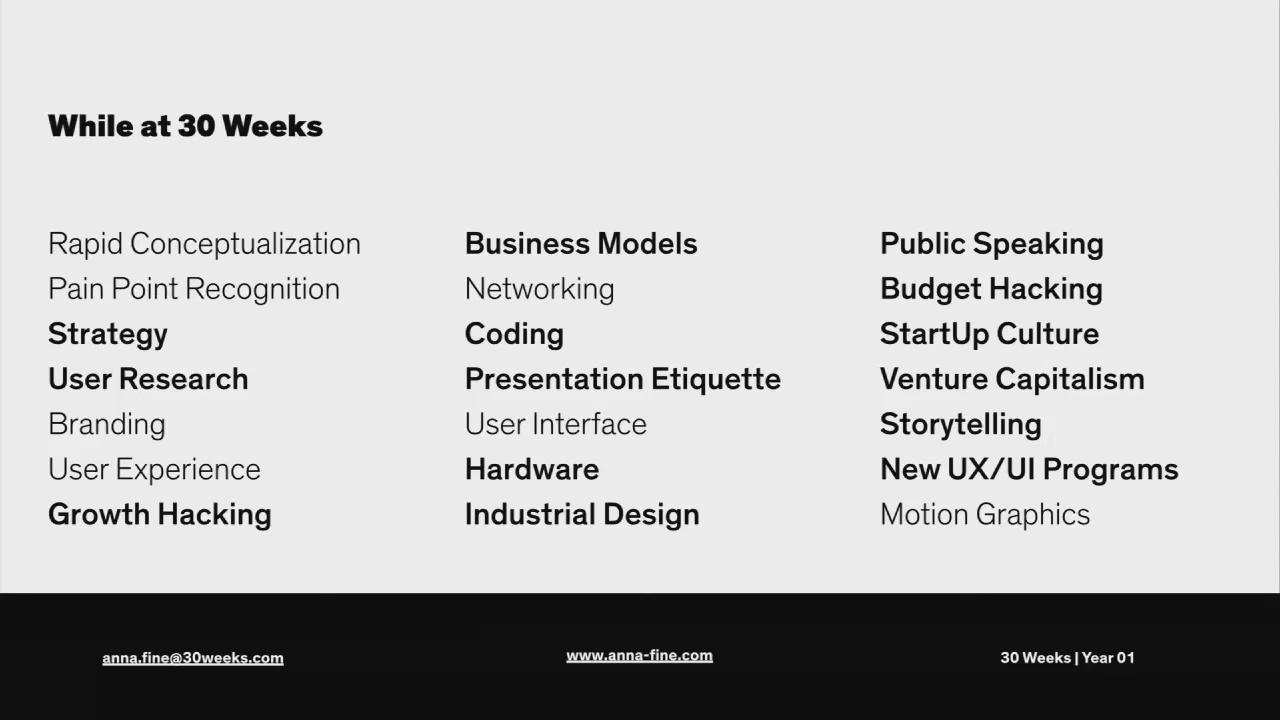 While at 30 Weeks
Rapid Conceptualization
Pain Point Recognition
Strategy
User Research
Branding
User Experience
Growth Hacking
Business Models
Networking
Coding
Presentation Etiquette
User Interface
Hardware
Industrial Design
Public Speaking
Budget Hacking
StartUp Culture
Venture Capitalism
Storytelling
New UX/UI Programs
Motion Graphics
anna.fine@30weeks.com
www.anna-fine.com
30 Weeks | Year 01